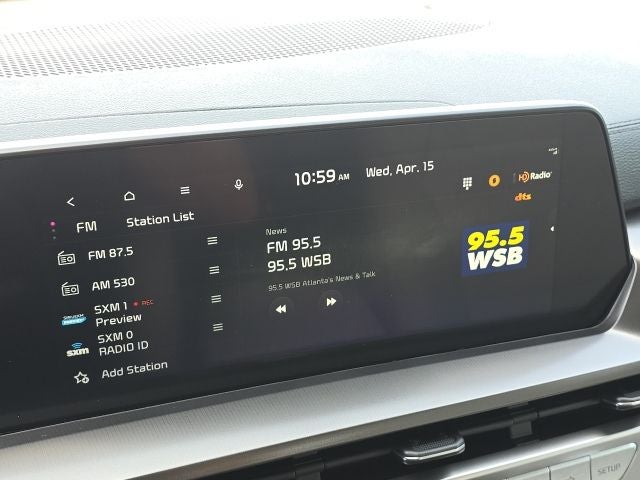 10:59 AM
Wed, Apr. 15
HD Radio
dts
FM
Station List
FM 87.5
AM 530
SXM 1 REC
Preview
SXM 0
RADIO ID
Add Station
News
FM 95.5
95.5 WSB
95.5 WSB Atlanta's News & Talk
95.5
WSB
sxm
SETUP